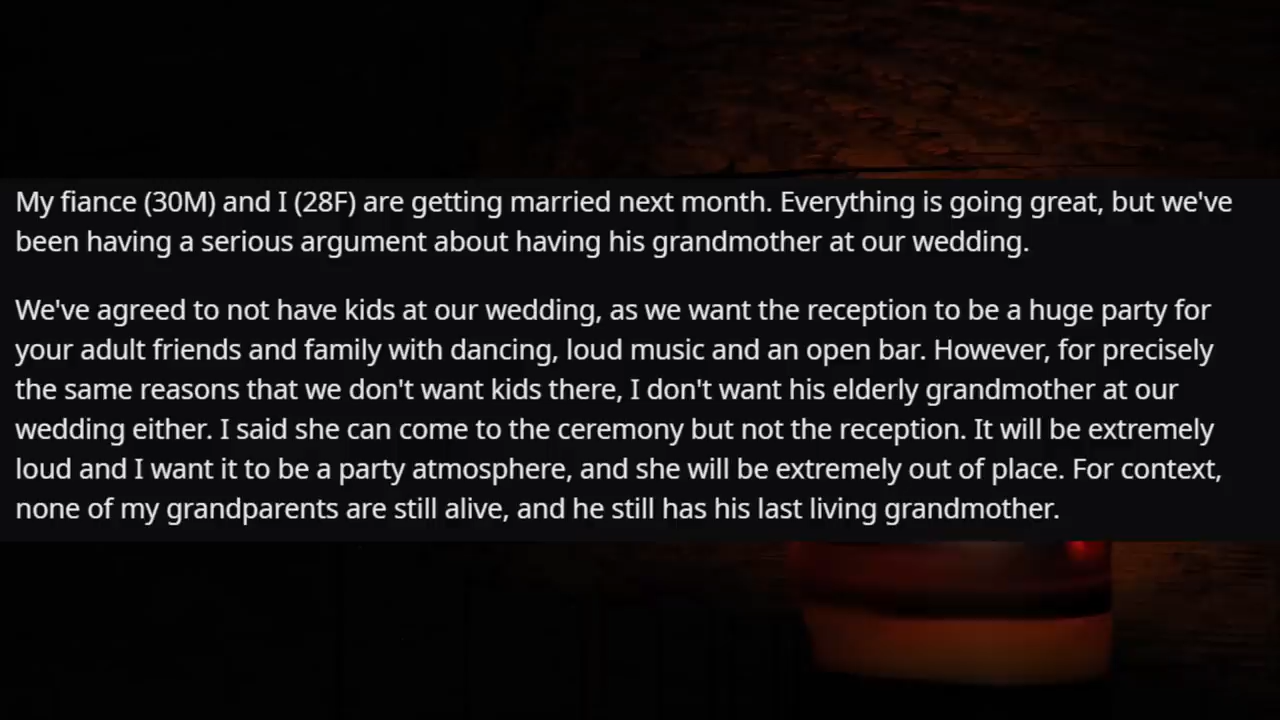 My fiance (30M) and I (28F) are getting married next month. Everything is going great, but we've
been having a serious argument about having his grandmother at our wedding.
We've agreed to not have kids at our wedding, as we want the reception to be a huge party for
your adult friends and family with dancing, loud music and an open bar. However, for precisely
the same reasons that we don't want kids there, I don't want his elderly grandmother at our
wedding either. I said she can come to the ceremony but not the reception. It will be extremely
loud and I want it to be a party atmosphere, and she will be extremely out of place. For context,
none of my grandparents are still alive, and he still has his last living grandmother.